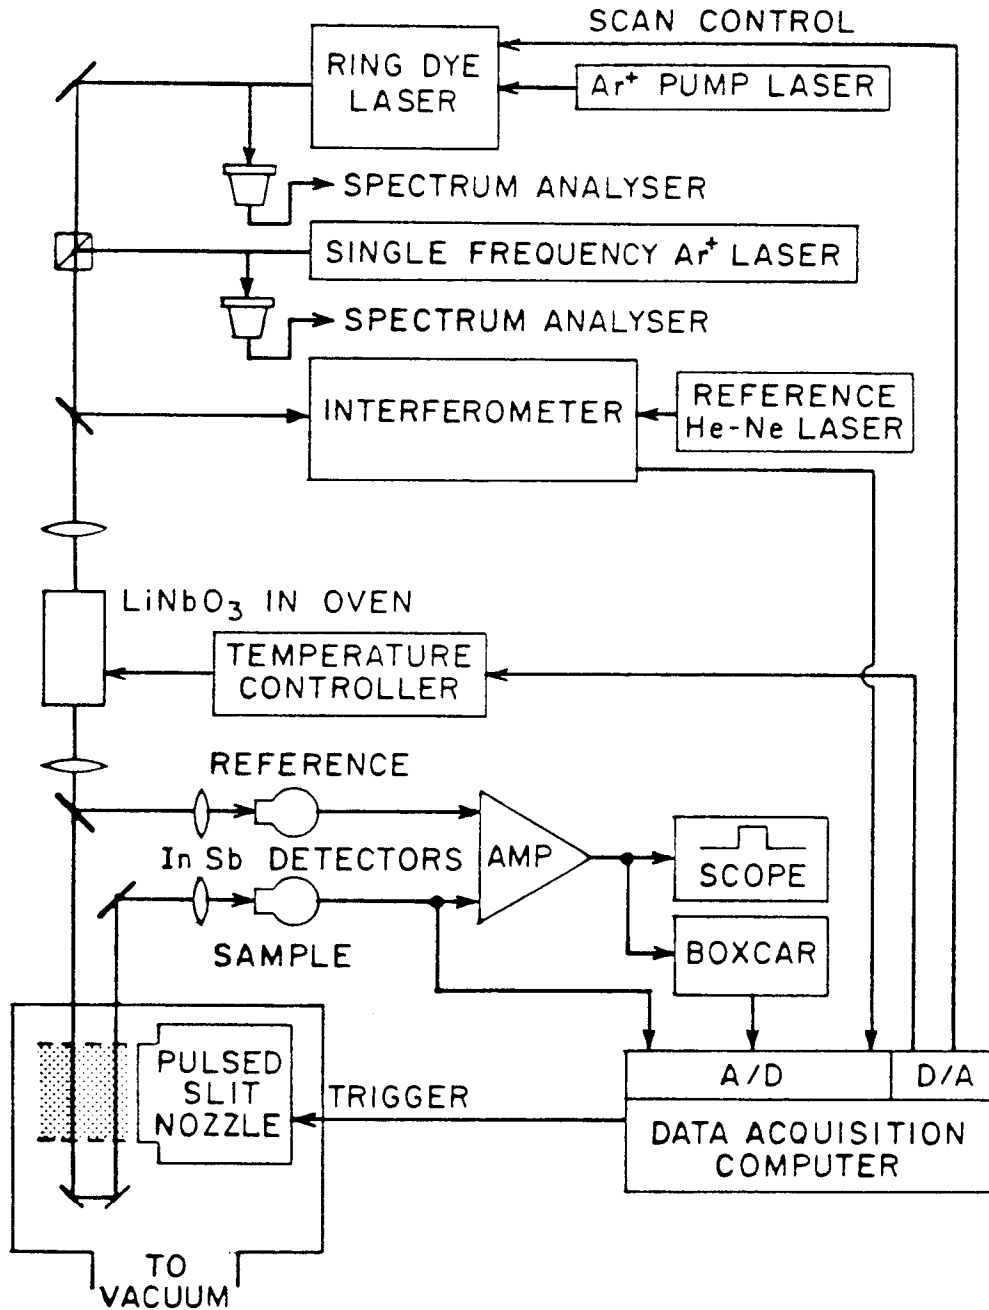 SCAN CONTROL
RING DYE
LASER
Ar⁺ PUMP LASER
SPECTRUM ANALYSER
SINGLE FREQUENCY Ar⁺ LASER
SPECTRUM ANALYSER
INTERFEROMETER
REFERENCE
He-Ne LASER
LiNbO₃ IN OVEN
TEMPERATURE
CONTROLLER
REFERENCE
InSb DETECTORS
AMP
SCOPE
SAMPLE
BOXCAR
PULSED
SLIT
NOZZLE
TRIGGER
A/D
D/A
DATA ACQUISITION
COMPUTER
TO
VACUUM